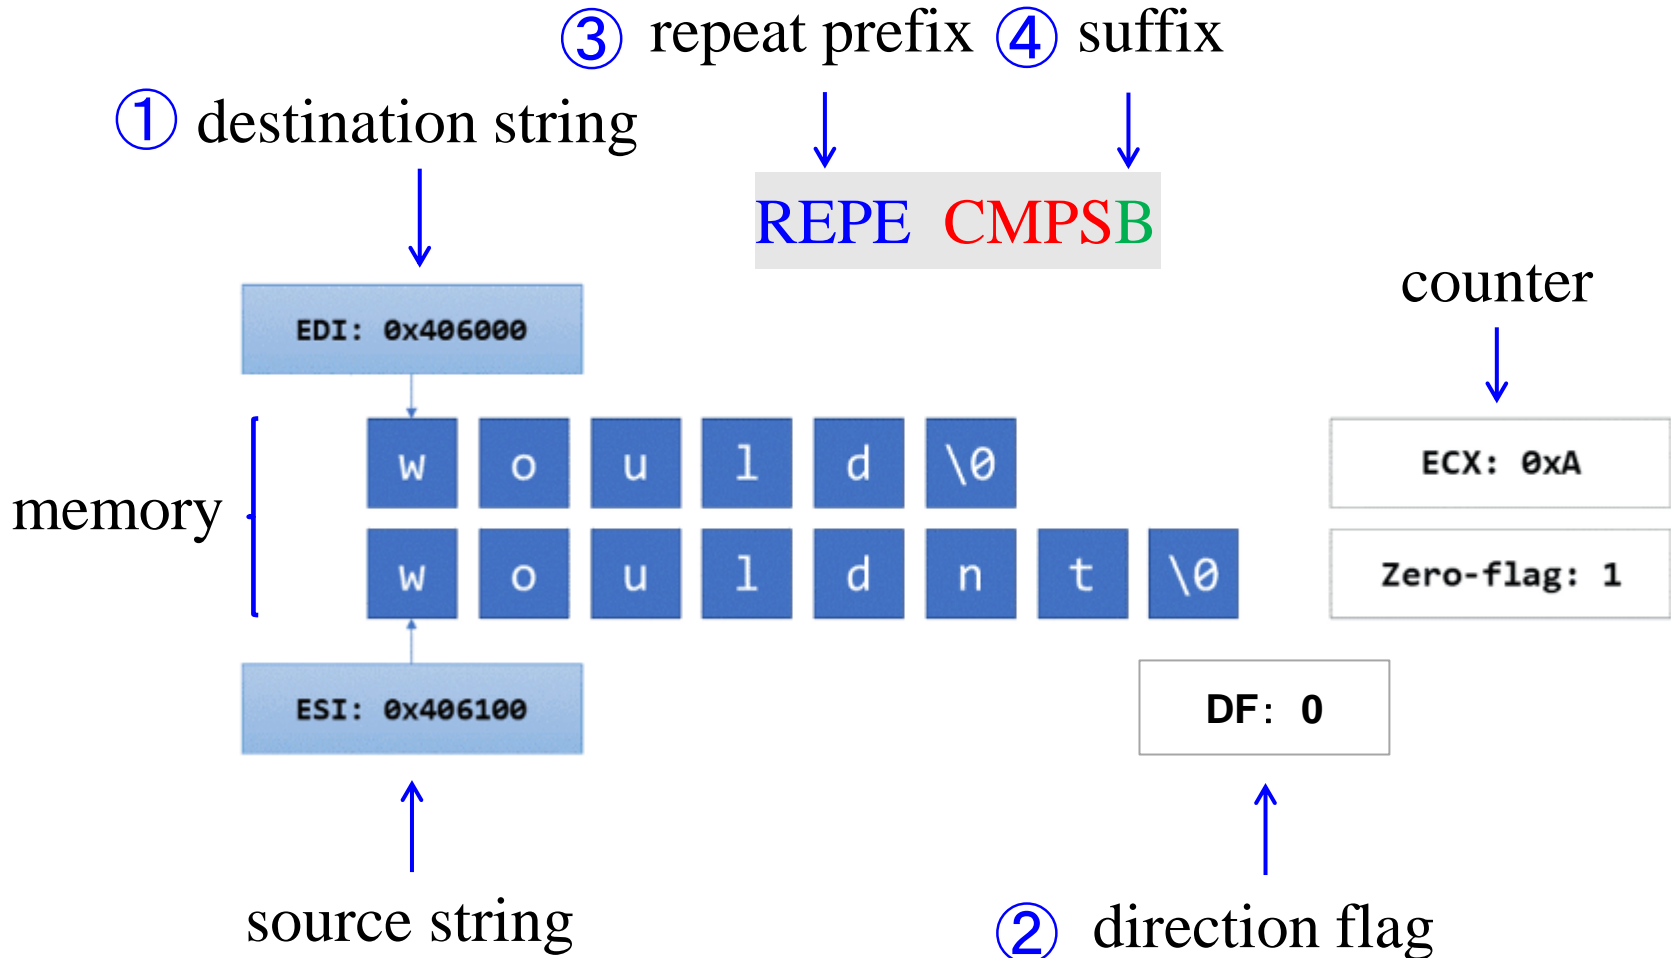 ③ repeat prefix ④ suffix
① destination string
REPE CMPSB
counter
EDI: 0x406000
w o u l d \0
ECX: 0xA
memory
w o u l d n t \0
Zero-flag: 1
ESI: 0x406100
DF: 0
source string
② direction flag